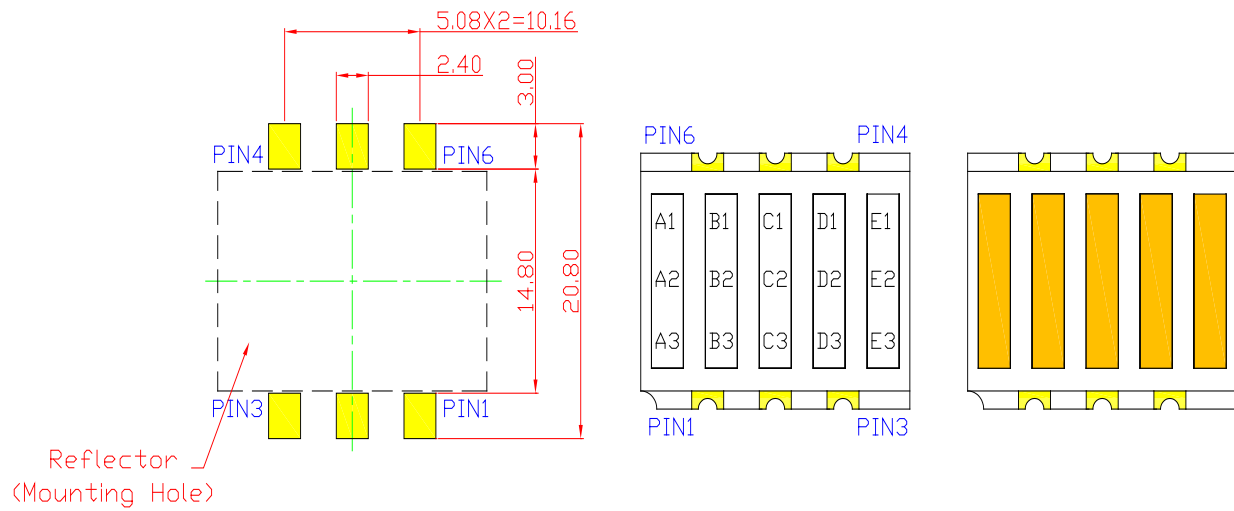 5.08X2=10.16
2.40
3.00
PIN4
PIN6
14.80
20.80
PIN3
PIN1
Reflector
(Mounting Hole)
PIN6
PIN4
A1 B1 C1 D1 E1
A2 B2 C2 D2 E2
A3 B3 C3 D3 E3
PIN1
PIN3